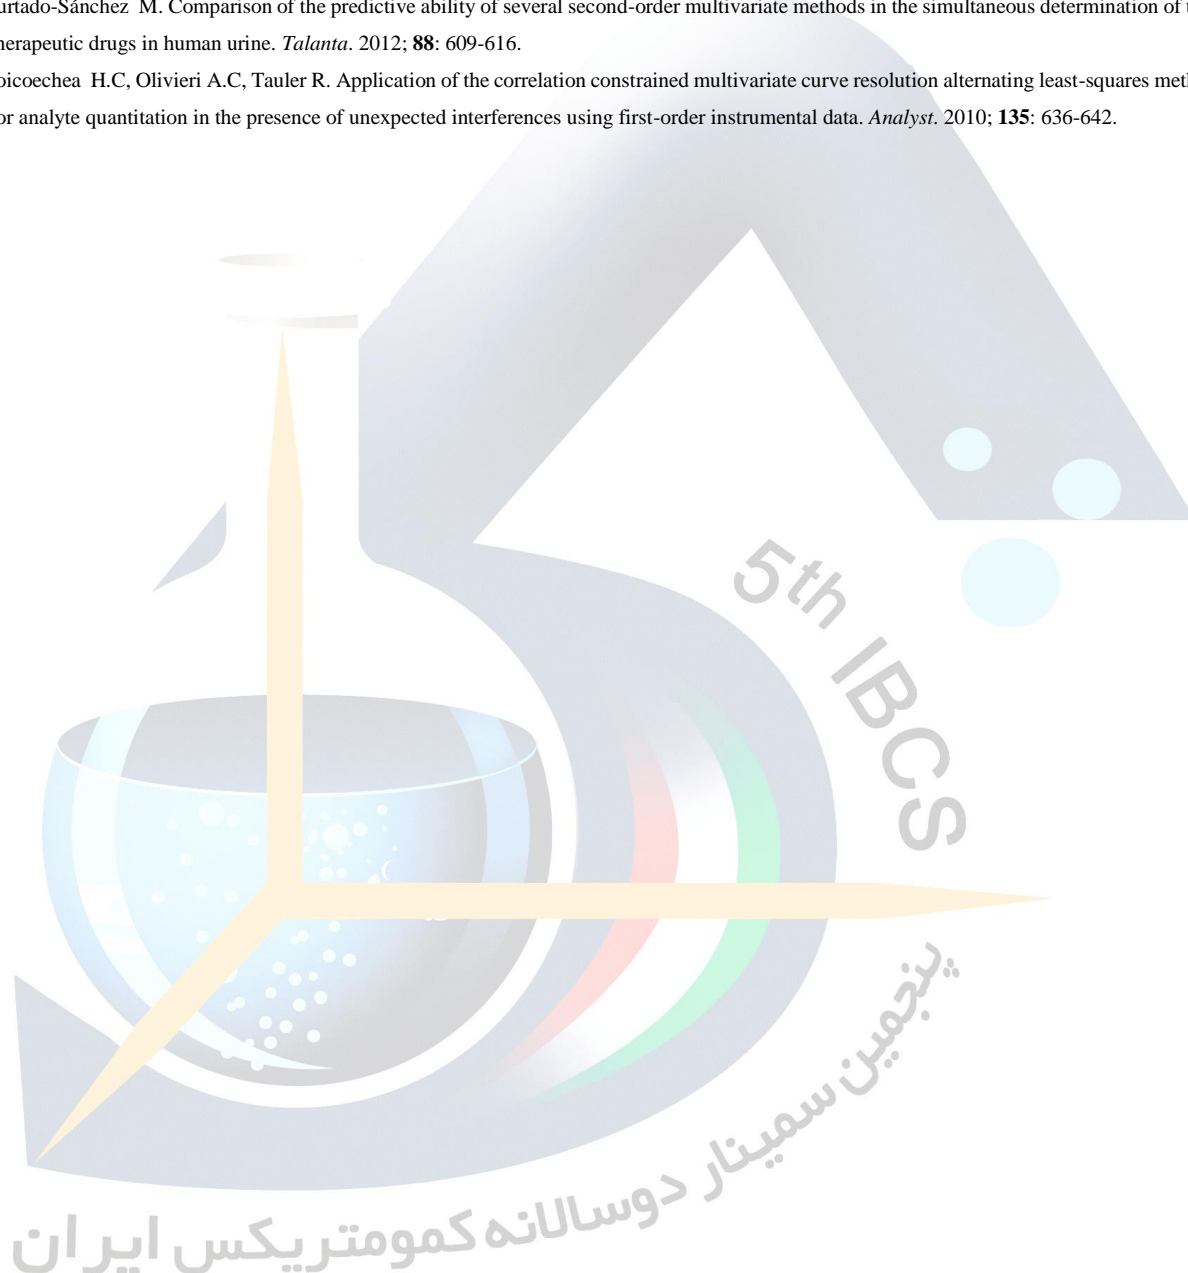 urtado-Sánchez M. Comparison of the predictive ability of several second-order multivariate methods in the simultaneous determination of
herapeutic drugs in human urine. Talanta. 2012; 88: 609-616.
oicoechea H.C, Olivieri A.C, Tauler R. Application of the correlation constrained multivariate curve resolution alternating least-squares
or analyte quantitation in the presence of unexpected interferences using first-order instrumental data. Analyst. 2010; 135: 636-642.
5th IBCS
پنجمین سمینار دوسالانه کمومتریکس ایران